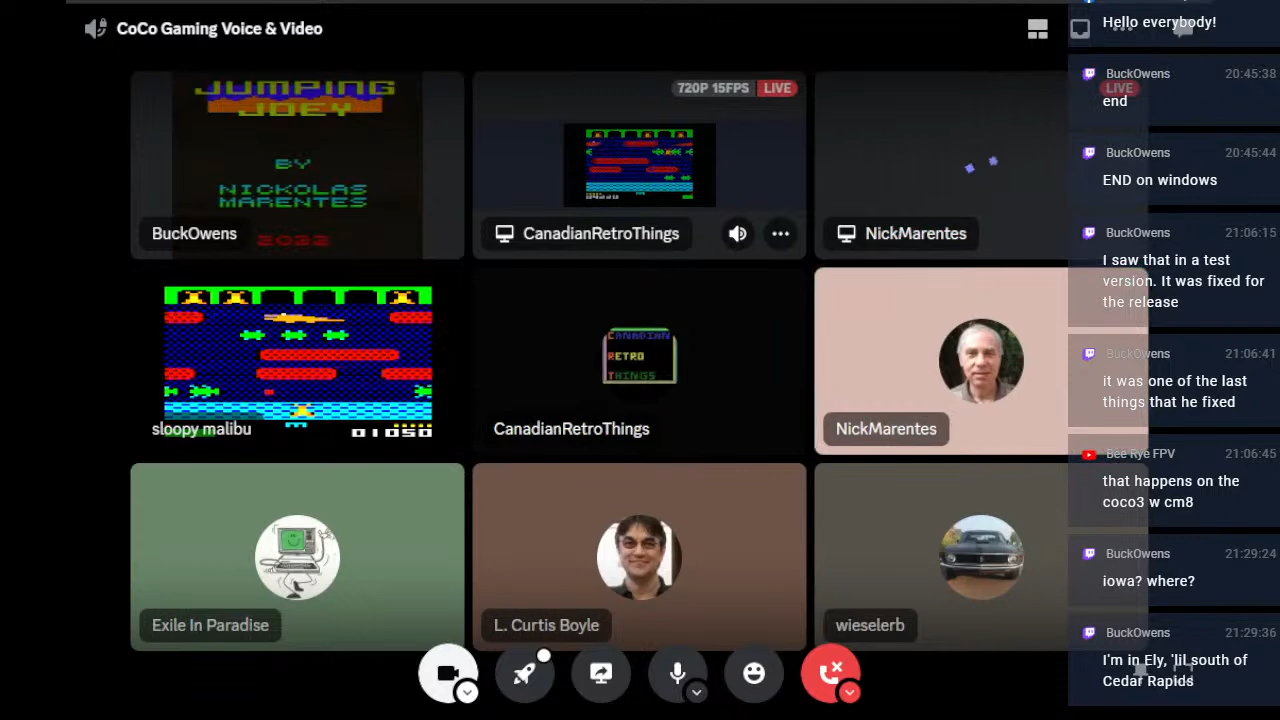 CoCo Gaming Voice & Video
JUMPING
JOEY
BY
NICKOLAS
MARENTES
2022
BuckOwens
720P 15FPS
LIVE
CanadianRetroThings
LIVE
NickMarentes
01050
sloopy malibu
CANADIAN
RETRO
THINGS
CanadianRetroThings
NickMarentes
Exile In Paradise
L. Curtis Boyle
wieselerb
Hello everybody!
BuckOwens 20:45:38
end
BuckOwens 20:45:44
END on windows
BuckOwens 21:06:15
I saw that in a test
version. It was fixed for
the release
BuckOwens 21:06:41
it was one of the last
things that he fixed
Bee Rye FPV 21:06:45
that happens on the
coco3 w cm8
BuckOwens 21:29:24
iowa? where?
BuckOwens 21:29:36
I'm in Ely, 'lil south of
Cedar Rapids